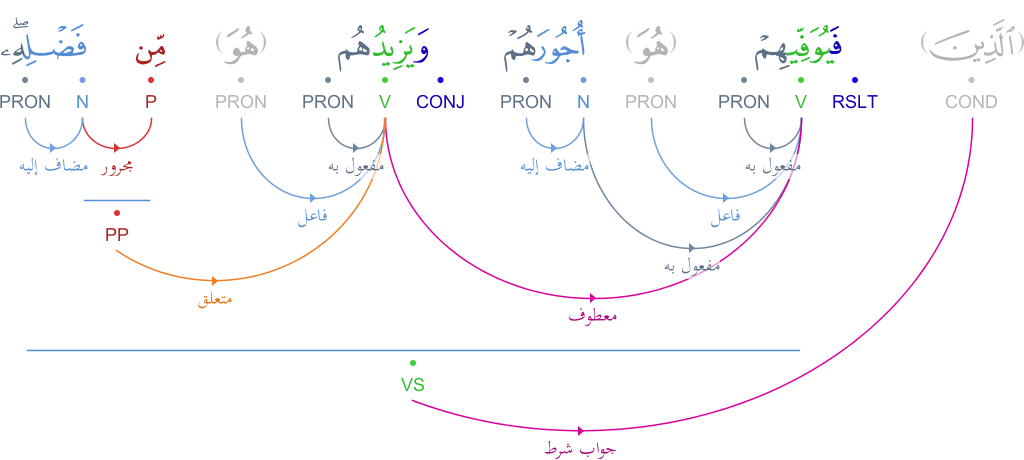 (ٱلَّذِينَ) فَيُوَفِّيهِمْ (هُوَ) أُجُورَهُمْ وَيَزِيدُهُم (هُوَ) مِّن فَضْلِهِۦ ۖ
COND RSLT V PRON PRON N PRON CONJ V PRON PRON P N PRON
مفعول به مضاف إليه مفعول به مجرور مضاف إليه
فاعل فاعل
PP
مفعول به
متعلق
معطوف
VS
جواب شرط